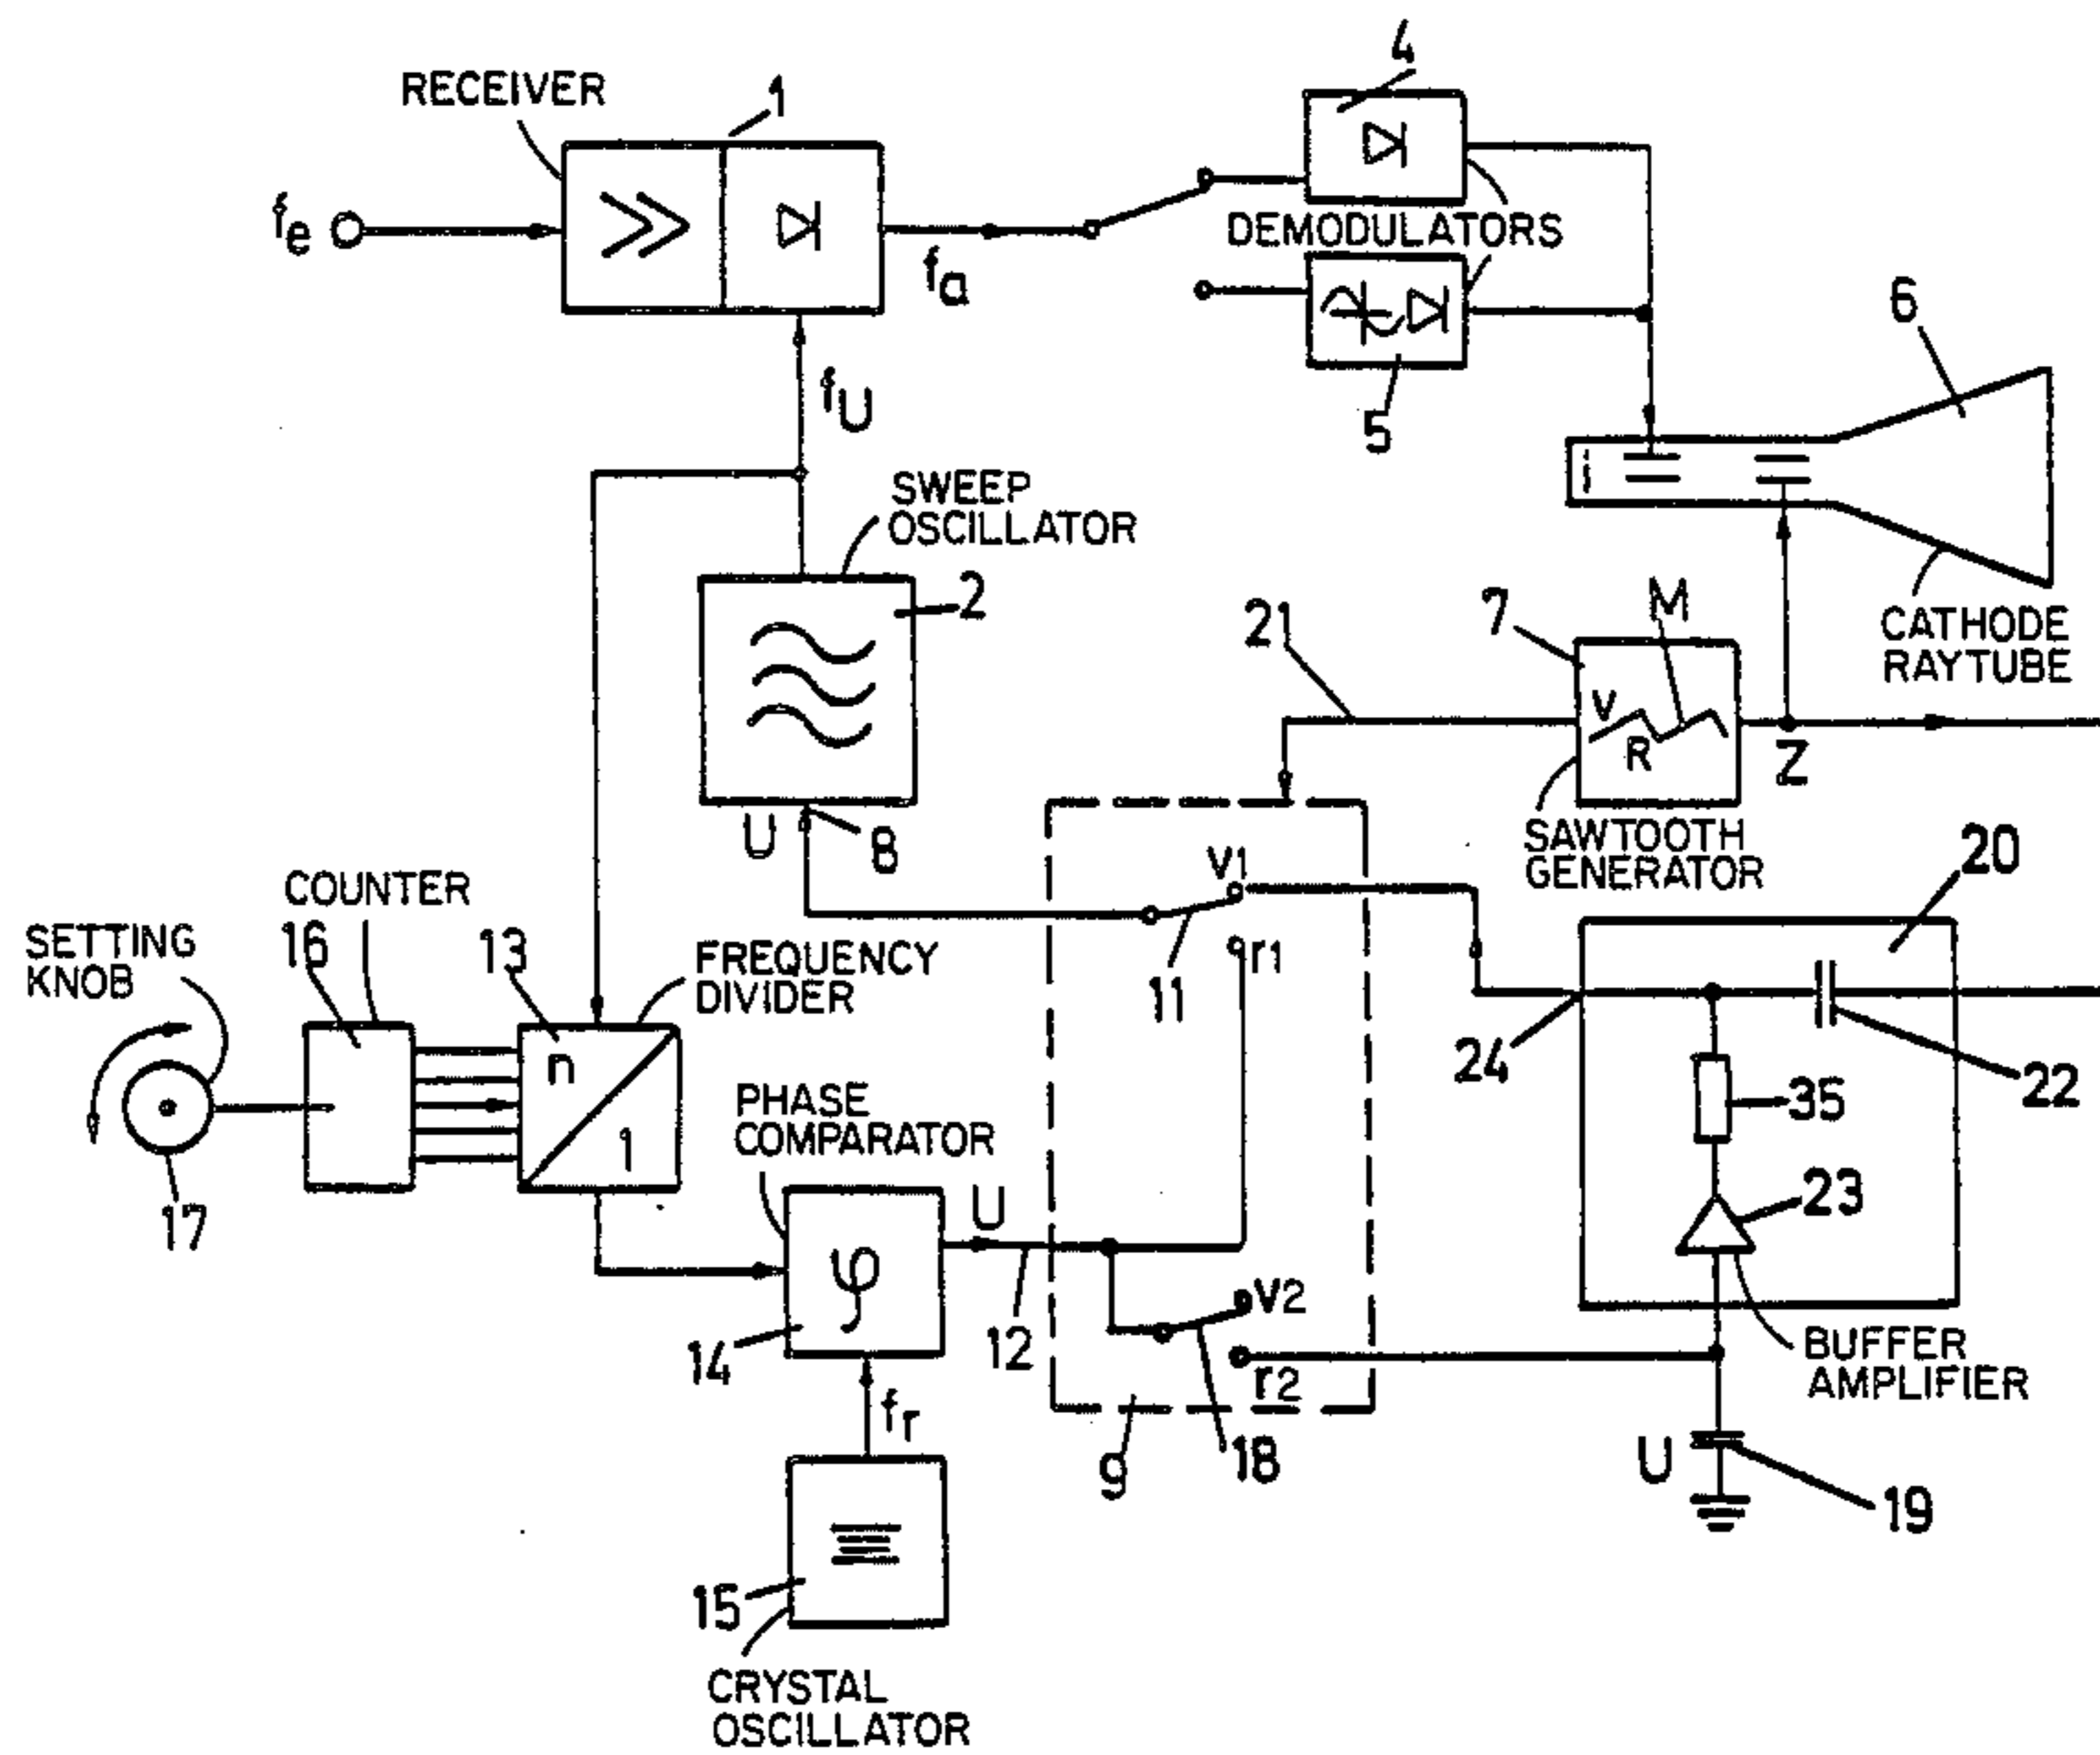 4
RECEIVER
1
fe
fa
DEMODULATORS
5
6
fU
SWEEP
OSCILLATOR
2
CATHODE
RAYTUBE
21
7
M
V
R
Z
U
8
SAWTOOTH
GENERATOR
20
COUNTER
16
SETTING
KNOB
17
13
FREQUENCY
DIVIDER
n
1
V1
r1
11
24
22
35
23
PHASE
COMPARATOR
U
φ
14
12
V2
r2
BUFFER
AMPLIFIER
fr
9
18
U
19
15
CRYSTAL
OSCILLATOR